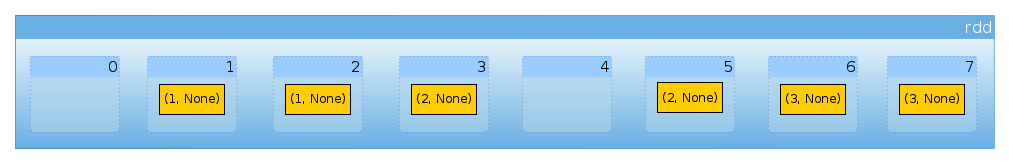 rdd
0 1 2 3 4 5 6 7
(1, None) (1, None) (2, None) (2, None) (3, None) (3, None)